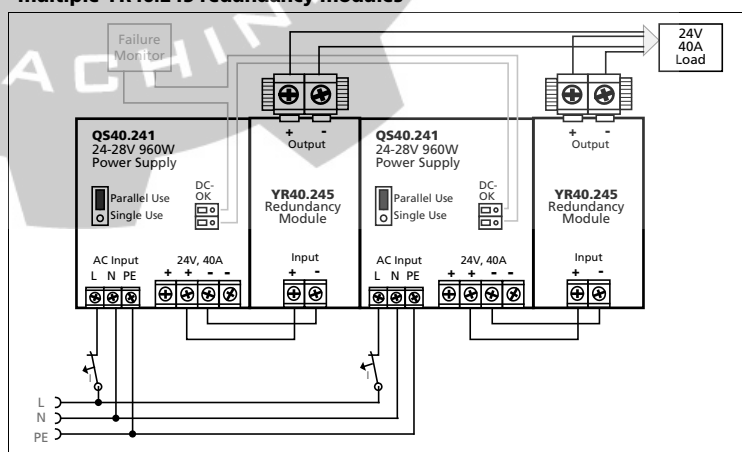 multiple YR40.245 redundancy modules
ACHIN
Failure
Monitor
24V
40A
Load
QS40.241
24-28V 960W
Power Supply
Parallel Use
Single Use
DC-
OK
AC Input
L N PE
24V, 40A
+ + - -
+ -
Output
YR40.245
Redundancy
Module
Input
+ -
QS40.241
24-28V 960W
Power Supply
Parallel Use
Single Use
DC-
OK
AC Input
L N PE
24V, 40A
+ + - -
+ -
Output
YR40.245
Redundancy
Module
Input
+ -
I
I
L
N
PE